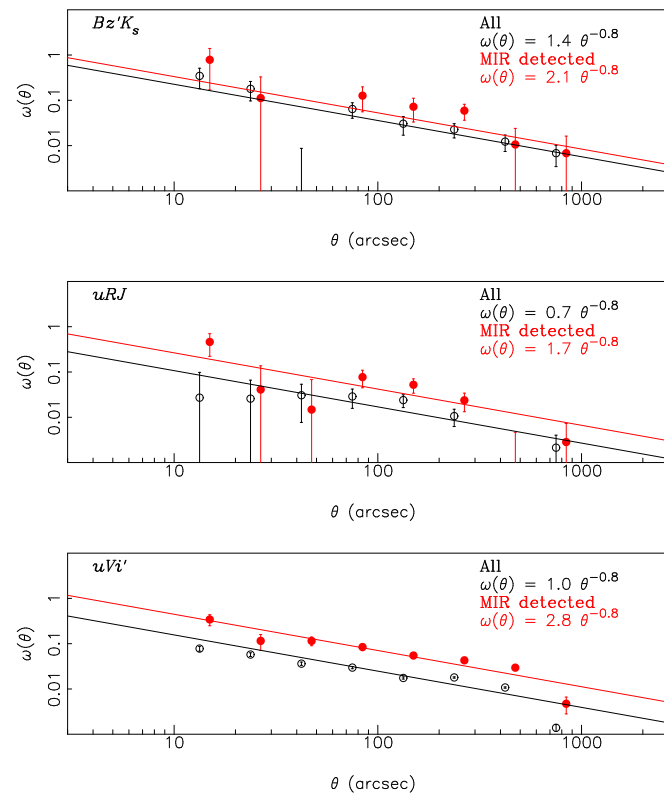 Bz′Kₛ
All
ω(θ) = 1.4 θ⁻⁰·⁸
MIR detected
ω(θ) = 2.1 θ⁻⁰·⁸
ω(θ)
1
0.1
0.01
10 100 1000
θ (arcsec)
uRJ
All
ω(θ) = 0.7 θ⁻⁰·⁸
MIR detected
ω(θ) = 1.7 θ⁻⁰·⁸
ω(θ)
1
0.1
0.01
10 100 1000
θ (arcsec)
uVi′
All
ω(θ) = 1.0 θ⁻⁰·⁸
MIR detected
ω(θ) = 2.8 θ⁻⁰·⁸
ω(θ)
1
0.1
0.01
10 100 1000
θ (arcsec)